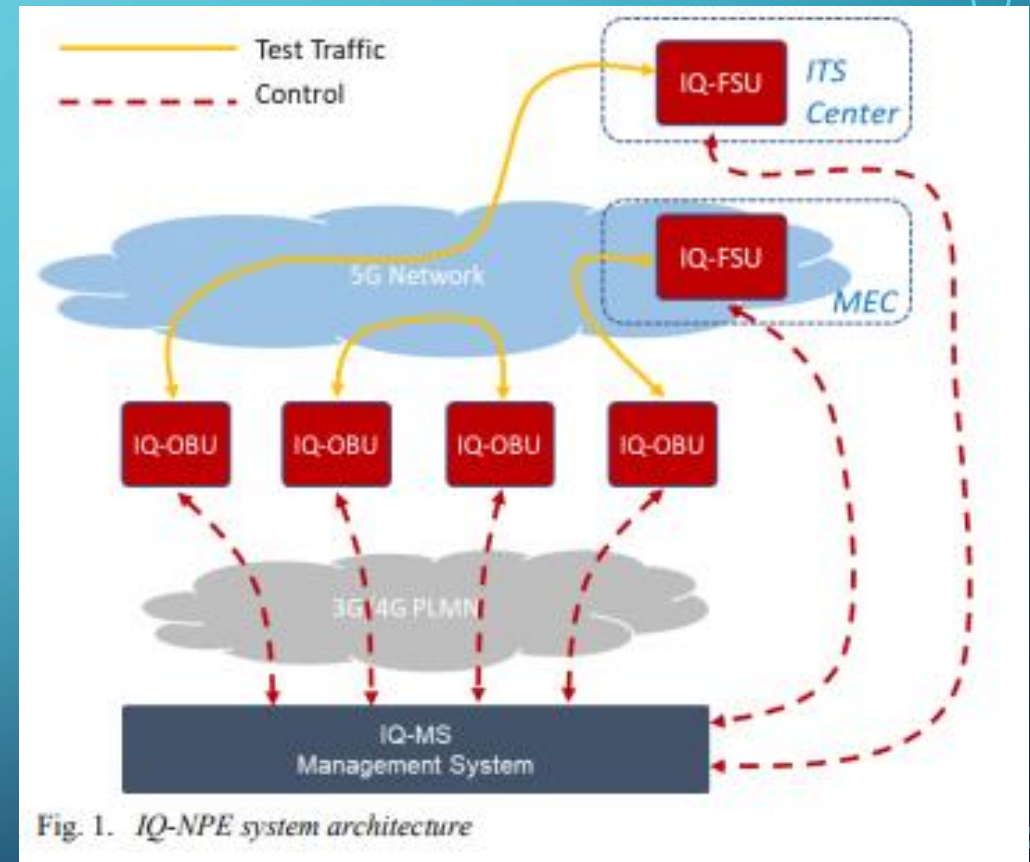 Test Traffic
Control
IQ-FSU
ITS
Center
IQ-FSU
MEC
5G Network
IQ-OBU
IQ-OBU
IQ-OBU
IQ-OBU
3G/4G PLMN
IQ-MS
Management System
Fig. 1. IQ-NPE system architecture